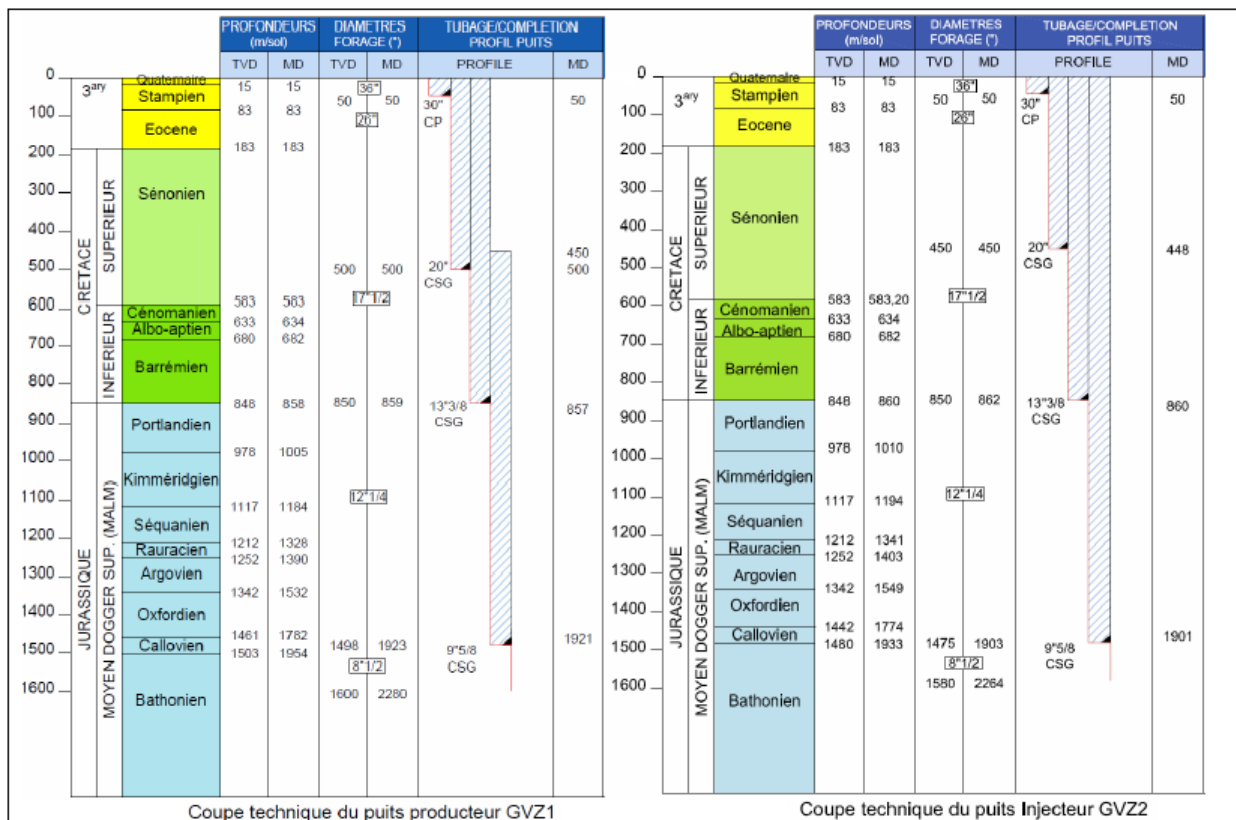 PROFONDEURS (m/sol)
DIAMETRES FORAGE (")
TUBAGE/COMPLETION PROFIL PUITS
TVD MD TVD MD PROFILE MD
0
100
200
300
400
500
600
700
800
900
1000
1100
1200
1300
1400
1500
1600
3ary
CRETACE
SUPERIEUR
INFERIEUR
JURASSIQUE
MOYEN DOGGER SUP. (MALM)
Quaternaire
Stampien
Eocene
Sénonien
Cénomanien
Albo-aptien
Barrémien
Portlandien
Kimméridgien
Séquanien
Rauracien
Argovien
Oxfordien
Callovien
Bathonien
15 15
83 83
183 183
583 583
633 634
680 682
848 858
978 1005
1117 1184
1212 1328
1252 1390
1342 1532
1461 1782
1503 1954
36"
50 50
26"
500 500
17"1/2
850 859
12"1/4
1498 1923
8"1/2
1600 2280
30"
CP
20"
CSG
13"3/8
CSG
9"5/8
CSG
50
450
500
857
1921
Coupe technique du puits producteur GVZ1
PROFONDEURS (m/sol)
DIAMETRES FORAGE (")
TUBAGE/COMPLETION PROFIL PUITS
TVD MD TVD MD PROFILE MD
0
100
200
300
400
500
600
700
800
900
1000
1100
1200
1300
1400
1500
1600
3ary
CRETACE
SUPERIEUR
INFERIEUR
JURASSIQUE
MOYEN DOGGER SUP. (MALM)
Quaternaire
Stampien
Eocene
Sénonien
Cénomanien
Albo-aptien
Barrémien
Portlandien
Kimméridgien
Séquanien
Rauracien
Argovien
Oxfordien
Callovien
Bathonien
15 15
83 83
183 183
583 583,20
633 634
680 682
848 860
978 1010
1117 1194
1212 1341
1252 1403
1342 1549
1442 1774
1480 1933
36"
50 50
26"
450 450
17"1/2
850 862
12"1/4
1475 1903
8"1/2
1580 2264
30"
CP
20"
CSG
13"3/8
CSG
9"5/8
CSG
50
448
860
1901
Coupe technique du puits Injecteur GVZ2